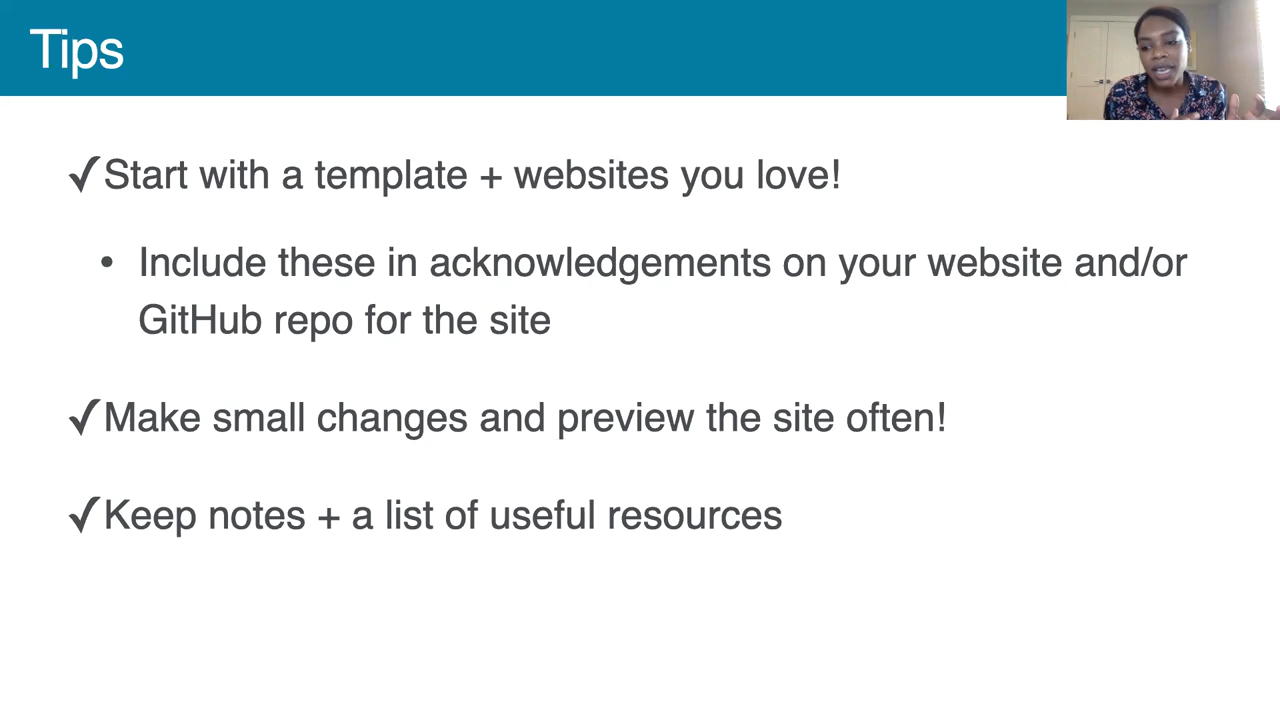 Tips
✓Start with a template + websites you love!
• Include these in acknowledgements on your website and/or
GitHub repo for the site
✓Make small changes and preview the site often!
✓Keep notes + a list of useful resources